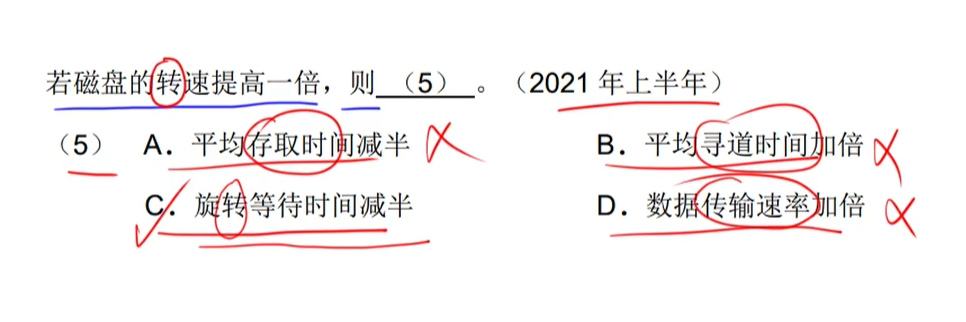 若磁盘的转速提高一倍，则（5）。（2021 年上半年）
（5） A．平均存取时间减半 B．平均寻道时间加倍
C．旋转等待时间减半 D．数据传输速率加倍